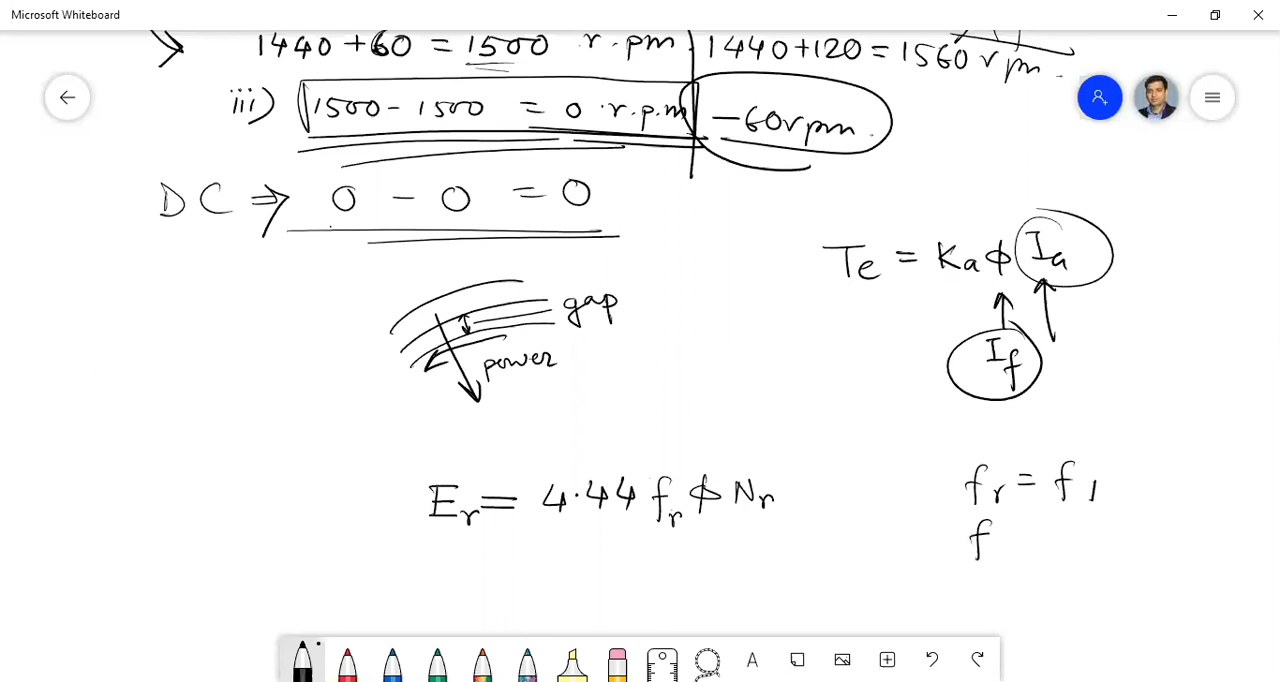 Microsoft Whiteboard
1440 + 60 = 1500 r.pm. 1440+120 = 1560 rpm.
iii) 1500 - 1500 = 0 r.p.m -60rpm.
DC ⇒ 0 - 0 = 0
Te = Kaϕ Ia
gap
power
If
Er = 4.44 fr ϕ Nr
fr = f1
f
A